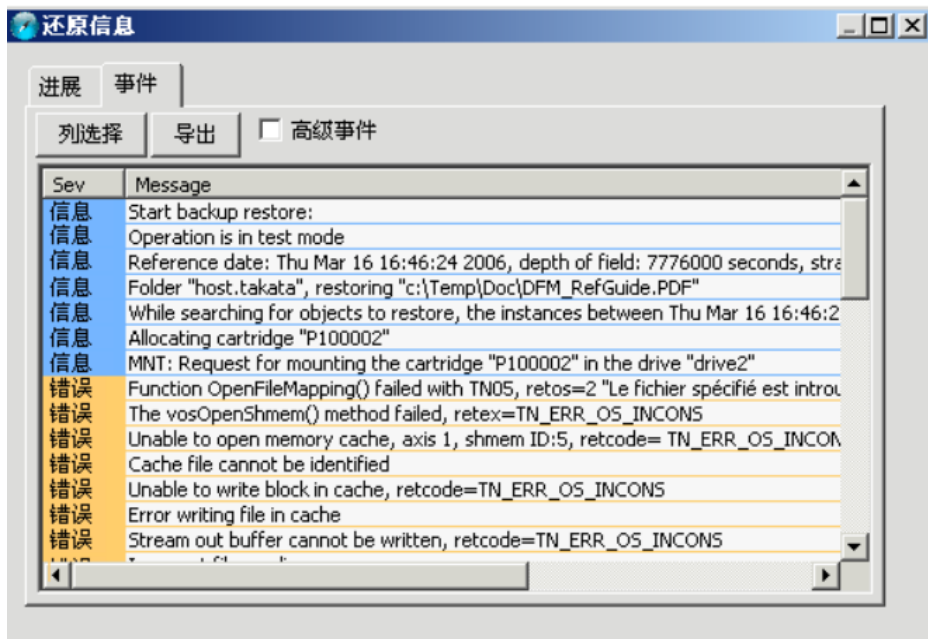 还原信息
进展 事件
列选择 导出 高级事件
Sev Message
信息 Start backup restore:
信息 Operation is in test mode
信息 Reference date: Thu Mar 16 16:46:24 2006, depth of field: 7776000 seconds, stra
信息 Folder "host.takata", restoring "c:\Temp\Doc\DFM_RefGuide.PDF"
信息 While searching for objects to restore, the instances between Thu Mar 16 16:46:2
信息 Allocating cartridge "P100002"
信息 MNT: Request for mounting the cartridge "P100002" in the drive "drive2"
错误 Function OpenFileMapping() failed with TN05, retos=2 "Le fichier spécifié est introu
错误 The vosOpenShmem() method failed, retex=TN_ERR_OS_INCONS
错误 Unable to open memory cache, axis 1, shmem ID:5, retcode= TN_ERR_OS_INCON
错误 Cache file cannot be identified
错误 Unable to write block in cache, retcode=TN_ERR_OS_INCONS
错误 Error writing file in cache
错误 Stream out buffer cannot be written, retcode=TN_ERR_OS_INCONS